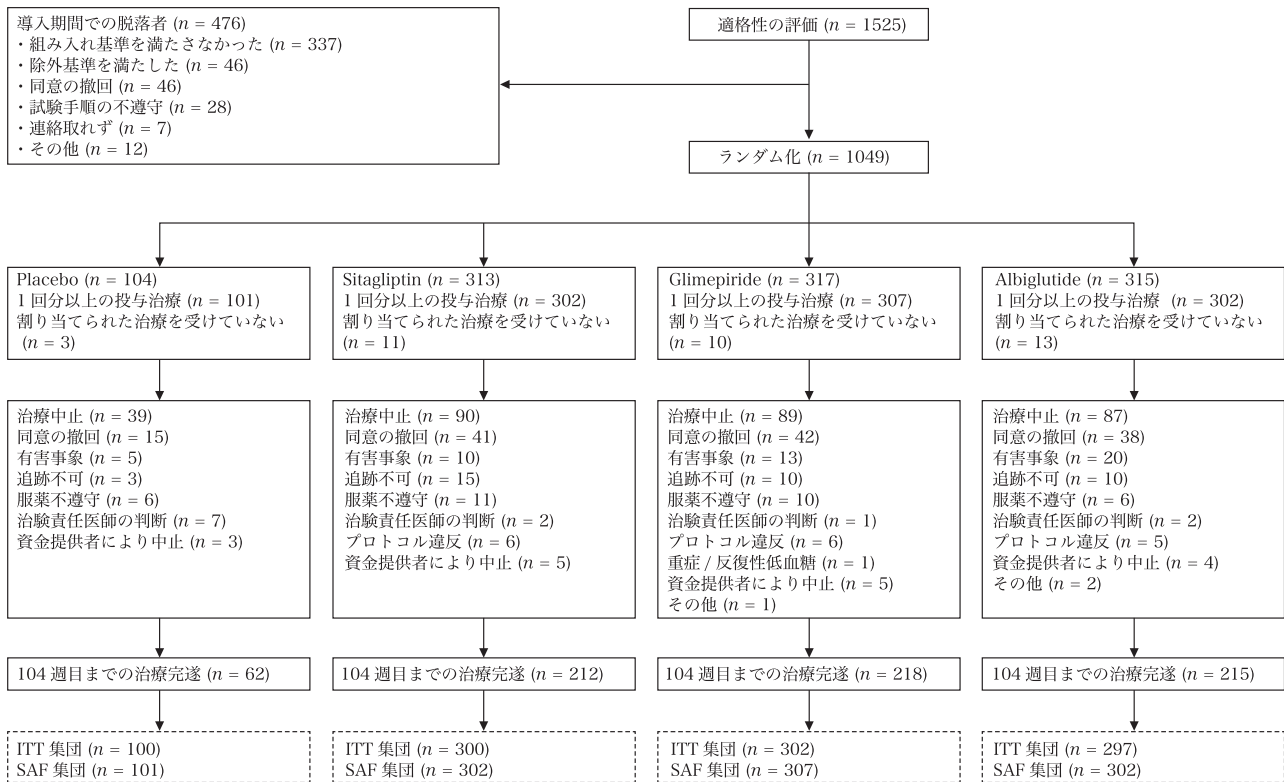 導入期間での脱落者 (n = 476)
・組み入れ基準を満たさなかった (n = 337)
・除外基準を満たした (n = 46)
・同意の撤回 (n = 46)
・試験手順の不遵守 (n = 28)
・連絡取れず (n = 7)
・その他 (n = 12)
適格性の評価 (n = 1525)
ランダム化 (n = 1049)
Placebo (n = 104)
1 回分以上の投与治療 (n = 101)
割り当てられた治療を受けていない
(n = 3)
Sitagliptin (n = 313)
1 回分以上の投与治療 (n = 302)
割り当てられた治療を受けていない
(n = 11)
Glimepiride (n = 317)
1 回分以上の投与治療 (n = 307)
割り当てられた治療を受けていない
(n = 10)
Albiglutide (n = 315)
1 回分以上の投与治療 (n = 302)
割り当てられた治療を受けていない
(n = 13)
治療中止 (n = 39)
同意の撤回 (n = 15)
有害事象 (n = 5)
追跡不可 (n = 3)
服薬不遵守 (n = 6)
治験責任医師の判断 (n = 7)
資金提供者により中止 (n = 3)
治療中止 (n = 90)
同意の撤回 (n = 41)
有害事象 (n = 10)
追跡不可 (n = 15)
服薬不遵守 (n = 11)
治験責任医師の判断 (n = 2)
プロトコル違反 (n = 6)
資金提供者により中止 (n = 5)
治療中止 (n = 89)
同意の撤回 (n = 42)
有害事象 (n = 13)
追跡不可 (n = 10)
服薬不遵守 (n = 10)
治験責任医師の判断 (n = 1)
プロトコル違反 (n = 6)
重症 / 反復性低血糖 (n = 1)
資金提供者により中止 (n = 5)
その他 (n = 1)
治療中止 (n = 87)
同意の撤回 (n = 38)
有害事象 (n = 20)
追跡不可 (n = 10)
服薬不遵守 (n = 6)
治験責任医師の判断 (n = 2)
プロトコル違反 (n = 5)
資金提供者により中止 (n = 4)
その他 (n = 2)
104 週目までの治療完遂 (n = 62)
104 週目までの治療完遂 (n = 212)
104 週目までの治療完遂 (n = 218)
104 週目までの治療完遂 (n = 215)
ITT 集団 (n = 100)
SAF 集団 (n = 101)
ITT 集団 (n = 300)
SAF 集団 (n = 302)
ITT 集団 (n = 302)
SAF 集団 (n = 307)
ITT 集団 (n = 297)
SAF 集団 (n = 302)